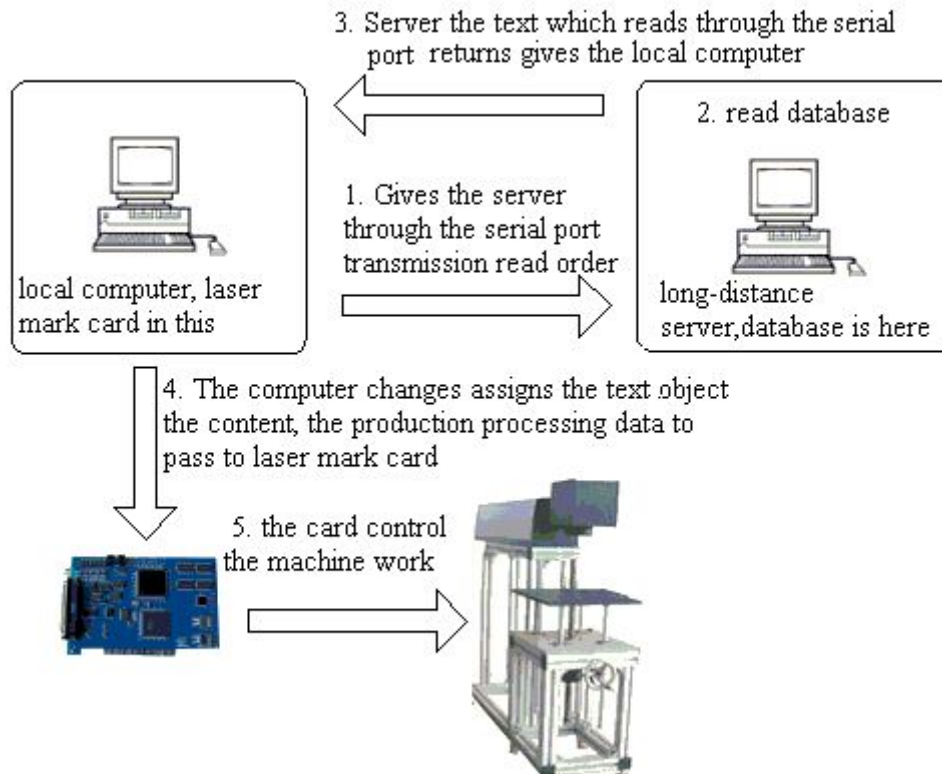 3. Server the text which reads through the serial
port returns gives the local computer
2. read database
1. Gives the server
through the serial port
transmission read order
local computer, laser
mark card in this
long-distance
server,database is here
4. The computer changes assigns the text object
the content, the production processing data to
pass to laser mark card
5. the card control
the machine work